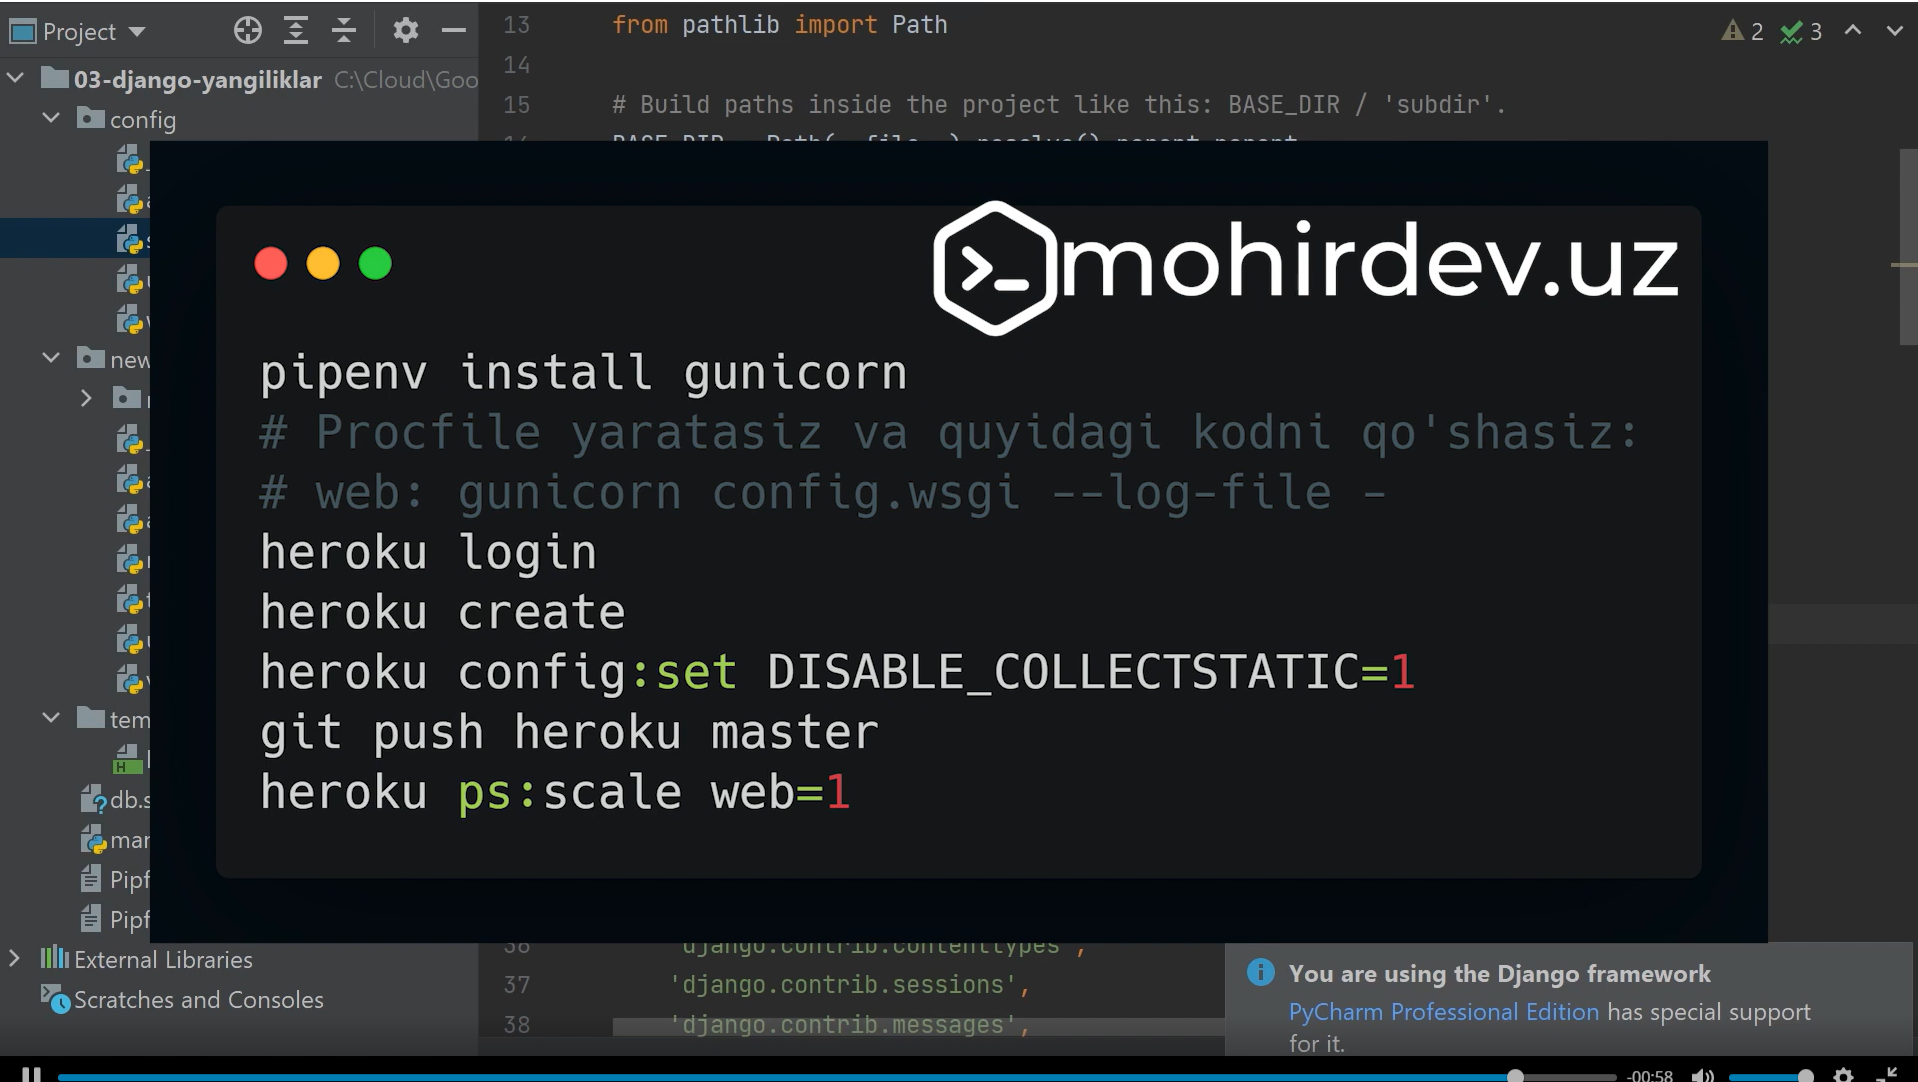 Project
03-django-yangiliklar C:\Cloud\Goo
config
new
tem
db.s
man
Pipf
Pipf
External Libraries
Scratches and Consoles
13 from pathlib import Path
14
15 # Build paths inside the project like this: BASE_DIR / 'subdir'.
2 3
mohirdev.uz
pipenv install gunicorn
# Procfile yaratasiz va quyidagi kodni qo'shasiz:
# web: gunicorn config.wsgi --log-file -
heroku login
heroku create
heroku config:set DISABLE_COLLECTSTATIC=1
git push heroku master
heroku ps:scale web=1
36 'django.contrib.contenttypes',
37 'django.contrib.sessions',
38 'django.contrib.messages',
You are using the Django framework
PyCharm Professional Edition has special support
for it.
-00:58